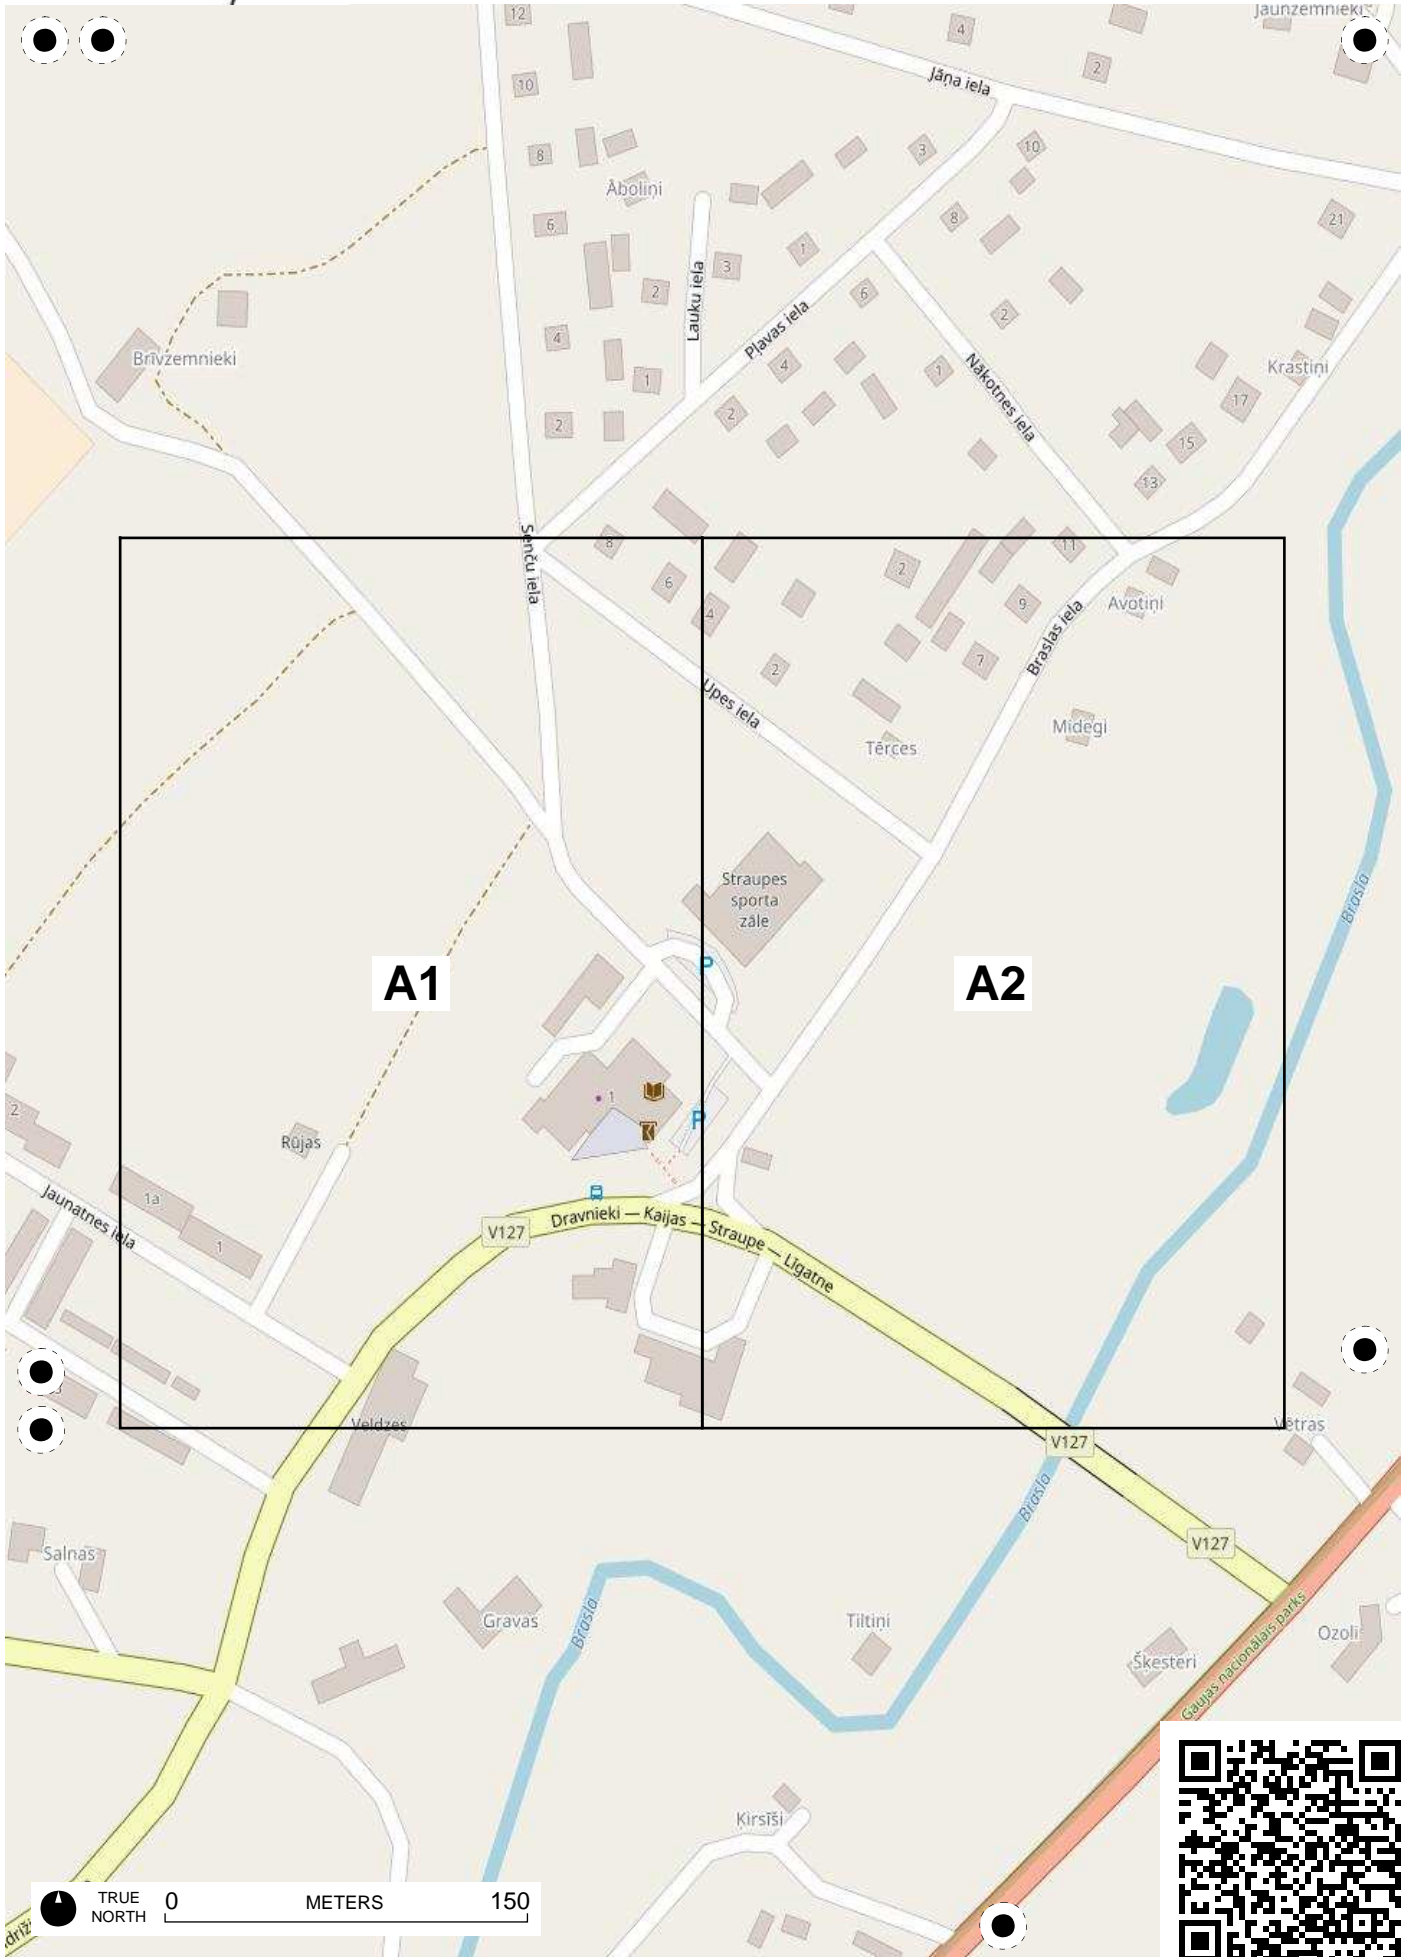 12
4
Jaunzemnieki
10
Jāņa iela
2
8
3
10
Āboliņi
6
8
21
1
3
2
Lauku iela
6
4
Pļavas iela
2
Brīvzemnieki
4
1
1
Nākotnes iela
Krastiņi
2
2
17
15
13
Senču iela
8
11
6
2
4
9
Avotiņi
Braslas iela
2
7
Upes iela
Midegi
Tērces
Straupes
sporta
zāle
Brasla
P
A1
A2
1
2
P
Rūjas
1a
Jaunatnes iela
1
V127
Dravnieki — Kaijas — Straupe — Līgatne
Veldzes
Vētras
V127
Brasla
V127
Salnas
Gravas
Brasla
Tiltiņi
Gaujas nacionālais parks
Ozoli
Šķesteri
Ķirsīši
TRUE
NORTH
0 METERS 150